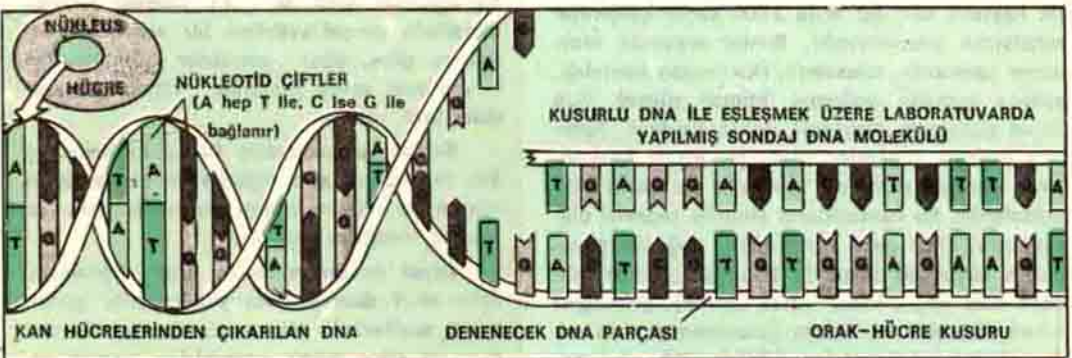 NÜKLEUS
HÜCRE
NÜKLEOTİD ÇİFTLER
(A hep T ile, C ise G ile
bağlanır)
KUSURLU DNA İLE EŞLEŞMEK ÜZERE LABORATUVARDA
YAPILMIŞ SONDAJ DNA MOLEKÜLÜ
T G A G G A
T G T T G A
KAN HÜCRELERİNDEN ÇIKARILAN DNA
DENENECEK DNA PARÇASI
ORAK-HÜCRE KUSURU